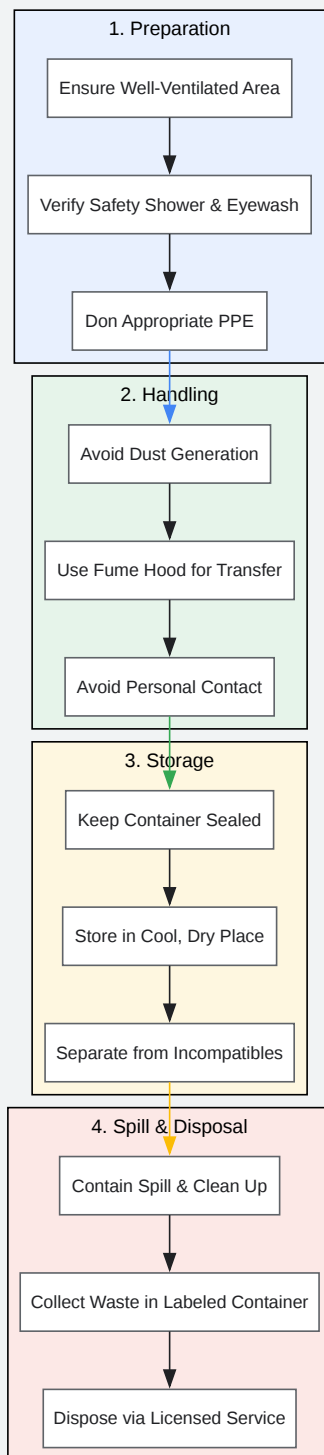 1. Preparation
Ensure Well-Ventilated Area
Verify Safety Shower & Eyewash
Don Appropriate PPE
2. Handling
Avoid Dust Generation
Use Fume Hood for Transfer
Avoid Personal Contact
3. Storage
Keep Container Sealed
Store in Cool, Dry Place
Separate from Incompatibles
4. Spill & Disposal
Contain Spill & Clean Up
Collect Waste in Labeled Container
Dispose via Licensed Service